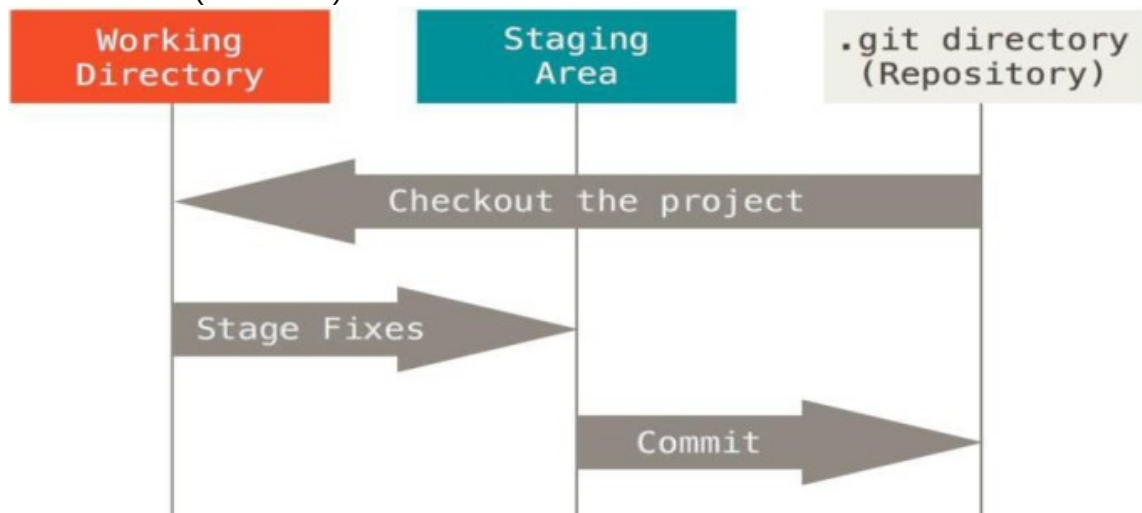 Working
Directory
Staging
Area
.git directory
(Repository)
Checkout the project
Stage Fixes
Commit